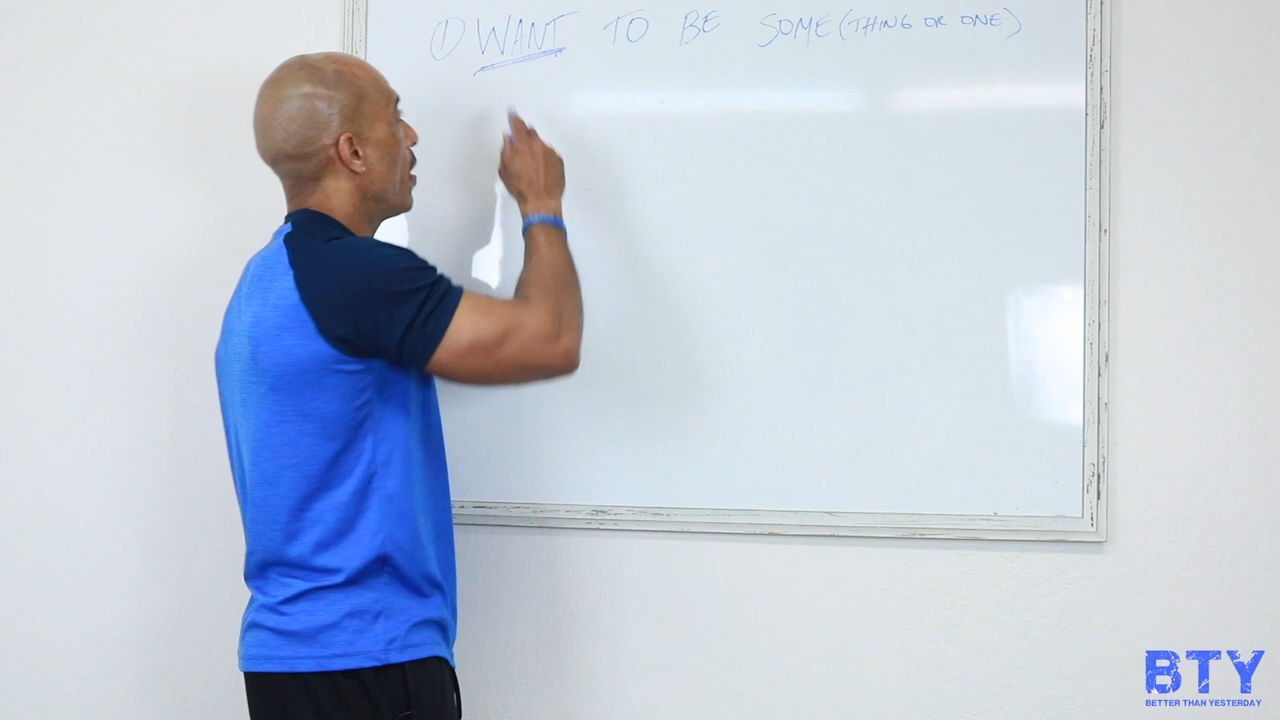 ① WANT TO BE SOME(THING OR ONE)
BTY
BETTER THAN YESTERDAY